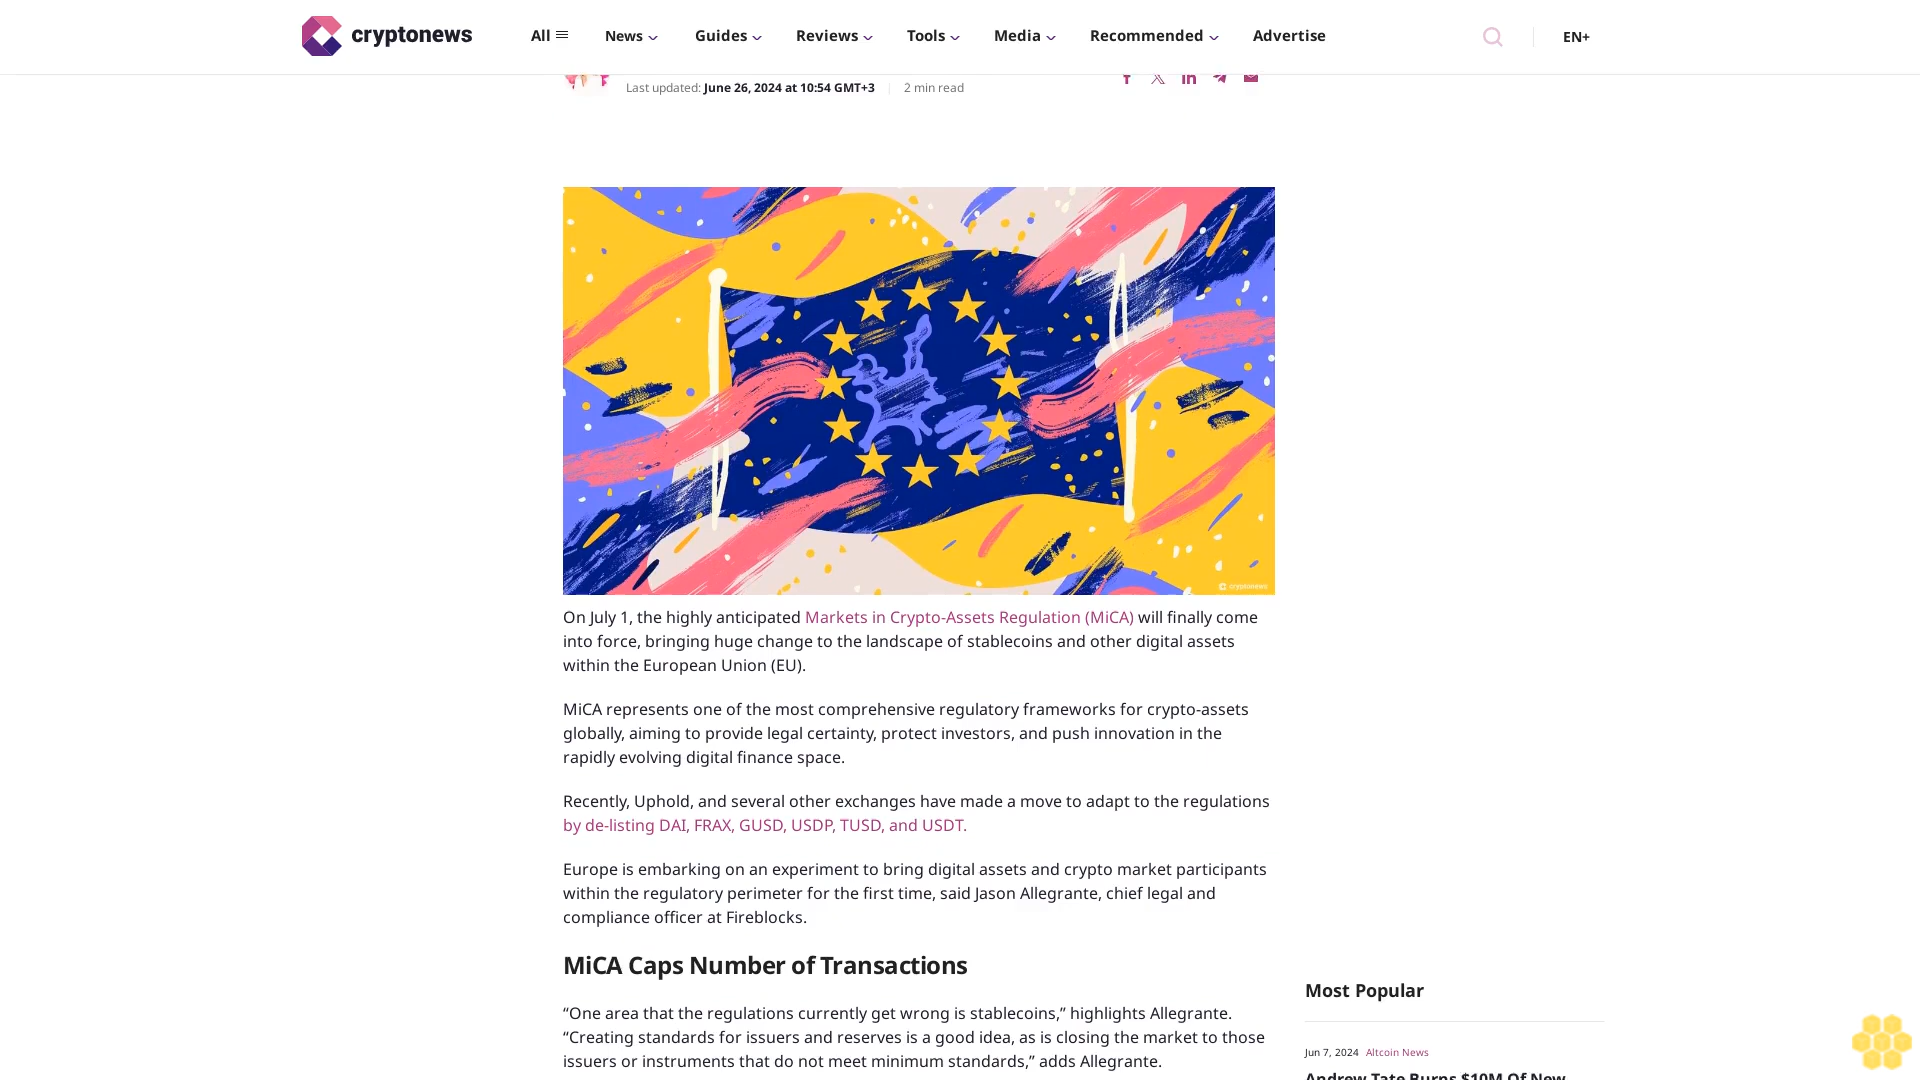 cryptonews All News Guides Reviews Tools Media Recommended Advertise EN+
Last updated: June 26, 2024 at 10:54 GMT+3 2 min read
cryptonews
On July 1, the highly anticipated Markets in Crypto-Assets Regulation (MiCA) will finally come
into force, bringing huge change to the landscape of stablecoins and other digital assets
within the European Union (EU).
MiCA represents one of the most comprehensive regulatory frameworks for crypto-assets
globally, aiming to provide legal certainty, protect investors, and push innovation in the
rapidly evolving digital finance space.
Recently, Uphold, and several other exchanges have made a move to adapt to the regulations
by de-listing DAI, FRAX, GUSD, USDP, TUSD, and USDT.
Europe is embarking on an experiment to bring digital assets and crypto market participants
within the regulatory perimeter for the first time, said Jason Allegrante, chief legal and
compliance officer at Fireblocks.
MiCA Caps Number of Transactions
“One area that the regulations currently get wrong is stablecoins,” highlights Allegrante.
“Creating standards for issuers and reserves is a good idea, as is closing the market to those
issuers or instruments that do not meet minimum standards,” adds Allegrante.
Most Popular
Jun 7, 2024 Altcoin News
Andrew Tate Burns $10M Of New